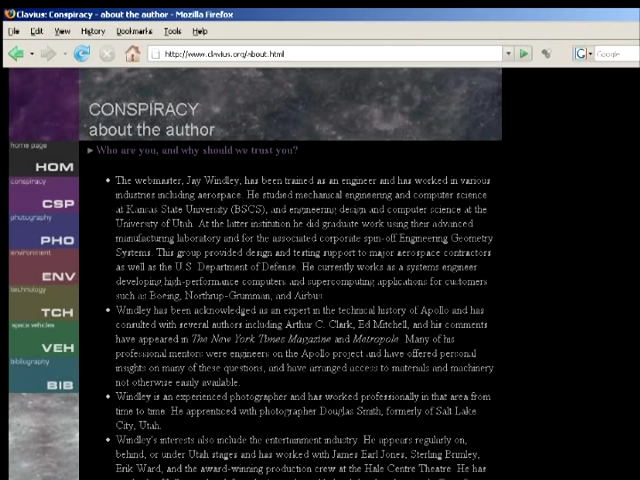 Clavius: Conspiracy - about the author - Mozilla Firefox
File Edit View History Bookmarks Tools Help
http://www.clavius.org/about.html
Google
CONSPIRACY
about the author
home page
HOM
conspiracy
CSP
photography
PHO
environment
ENV
technology
TCH
space vehicles
VEH
bibliography
BIB
Who are you, and why should we trust you?
The webmaster, Jay Windley, has been trained as an engineer and has worked in various
industries including aerospace. He studied mechanical engineering and computer science
at Kansas State University (BSCS), and engineering design and computer science at the
University of Utah. At the latter institution he did graduate work using their advanced
manufacturing laboratory and for the associated corporate spin-off Engineering Geometry
Systems. This group provided design and testing support to major aerospace contractors
as well as the U.S. Department of Defense. He currently works as a systems engineer
developing high-performance computers and supercomputing applications for customers
such as Boeing, Northrup-Grumman, and Airbus.
Windley has been acknowledged as an expert in the technical history of Apollo and has
consulted with several authors including Arthur C. Clark, Ed Mitchell, and his comments
have appeared in The New York Times Magazine and Metropole. Many of his
professional mentors were engineers on the Apollo project and have offered personal
insights on many of these questions, and have arranged access to materials and machinery
not otherwise easily available.
Windley is an experienced photographer and has worked professionally in that area from
time to time. He apprenticed with photographer Douglas Smith, formerly of Salt Lake
City, Utah.
Windley's interests also include the entertainment industry. He appears regularly on,
behind, or under Utah stages and has worked with James Earl Jones, Sterling Brimley,
Erik Ward, and the award-winning production crew at the Hale Centre Theatre. He has